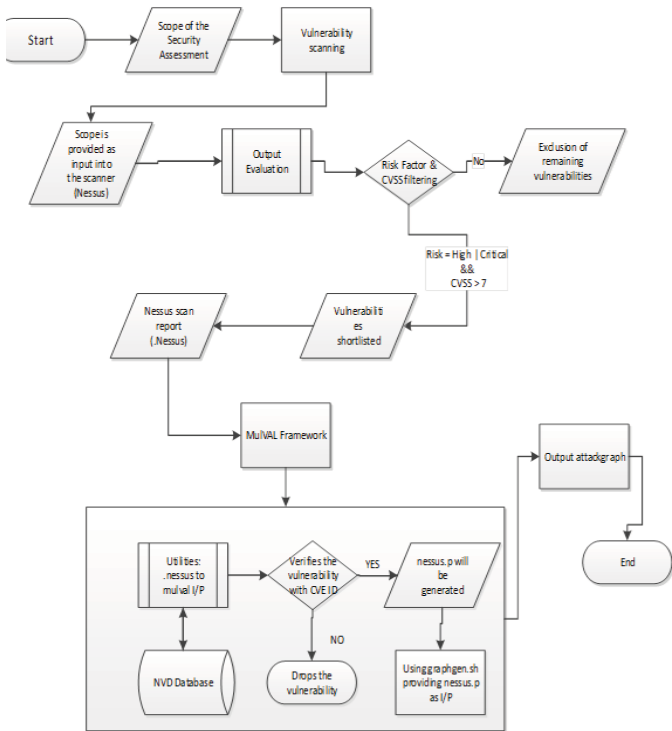 Start
Scope of the
Security
Assessment
Vulnerability
scanning
Scope is
provided as
input into
the scanner
(Nessus)
Output
Evaluation
Risk Factor &
CVSS filtering
No
Exclusion of
remaining
vulnerabilities
Risk = High | Critical
&&
CVSS > 7
Nessus scan
report
(.Nessus)
Vulnerabiliti
es
shortlisted
MulVAL Framework
Output attackgraph
End
Utilities:
.nessus to
mulval I/P
Verifies the
vulnerability
with CVE ID
YES
nessus.p will
be
generated
NO
NVD Database
Drops the
vulnerability
Using graphgen.sh
providing nessus.p
as I/P